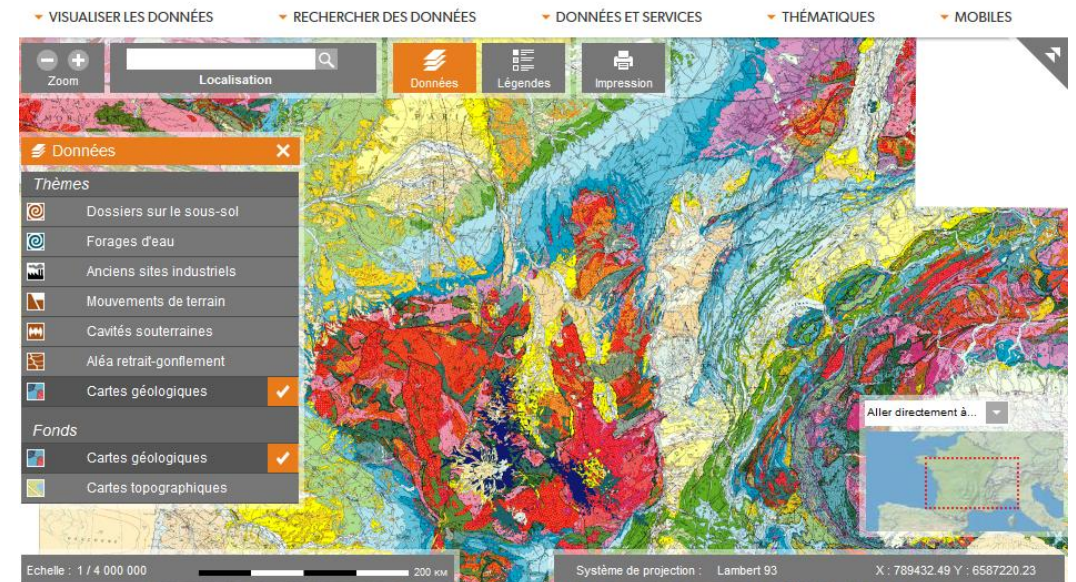 VISUALISER LES DONNÉES RECHERCHER DES DONNÉES DONNÉES ET SERVICES THÉMATIQUES MOBILES
Zoom
Localisation
Données
Légendes
Impression
Données
Thèmes
Dossiers sur le sous-sol
Forages d'eau
Anciens sites industriels
Mouvements de terrain
Cavités souterraines
Aléa retrait-gonflement
Cartes géologiques
Fonds
Cartes géologiques
Cartes topographiques
Aller directement à...
Echelle : 1 / 4 000 000
200 KM
Système de projection : Lambert 93
X : 789432.49 Y : 6587220.23